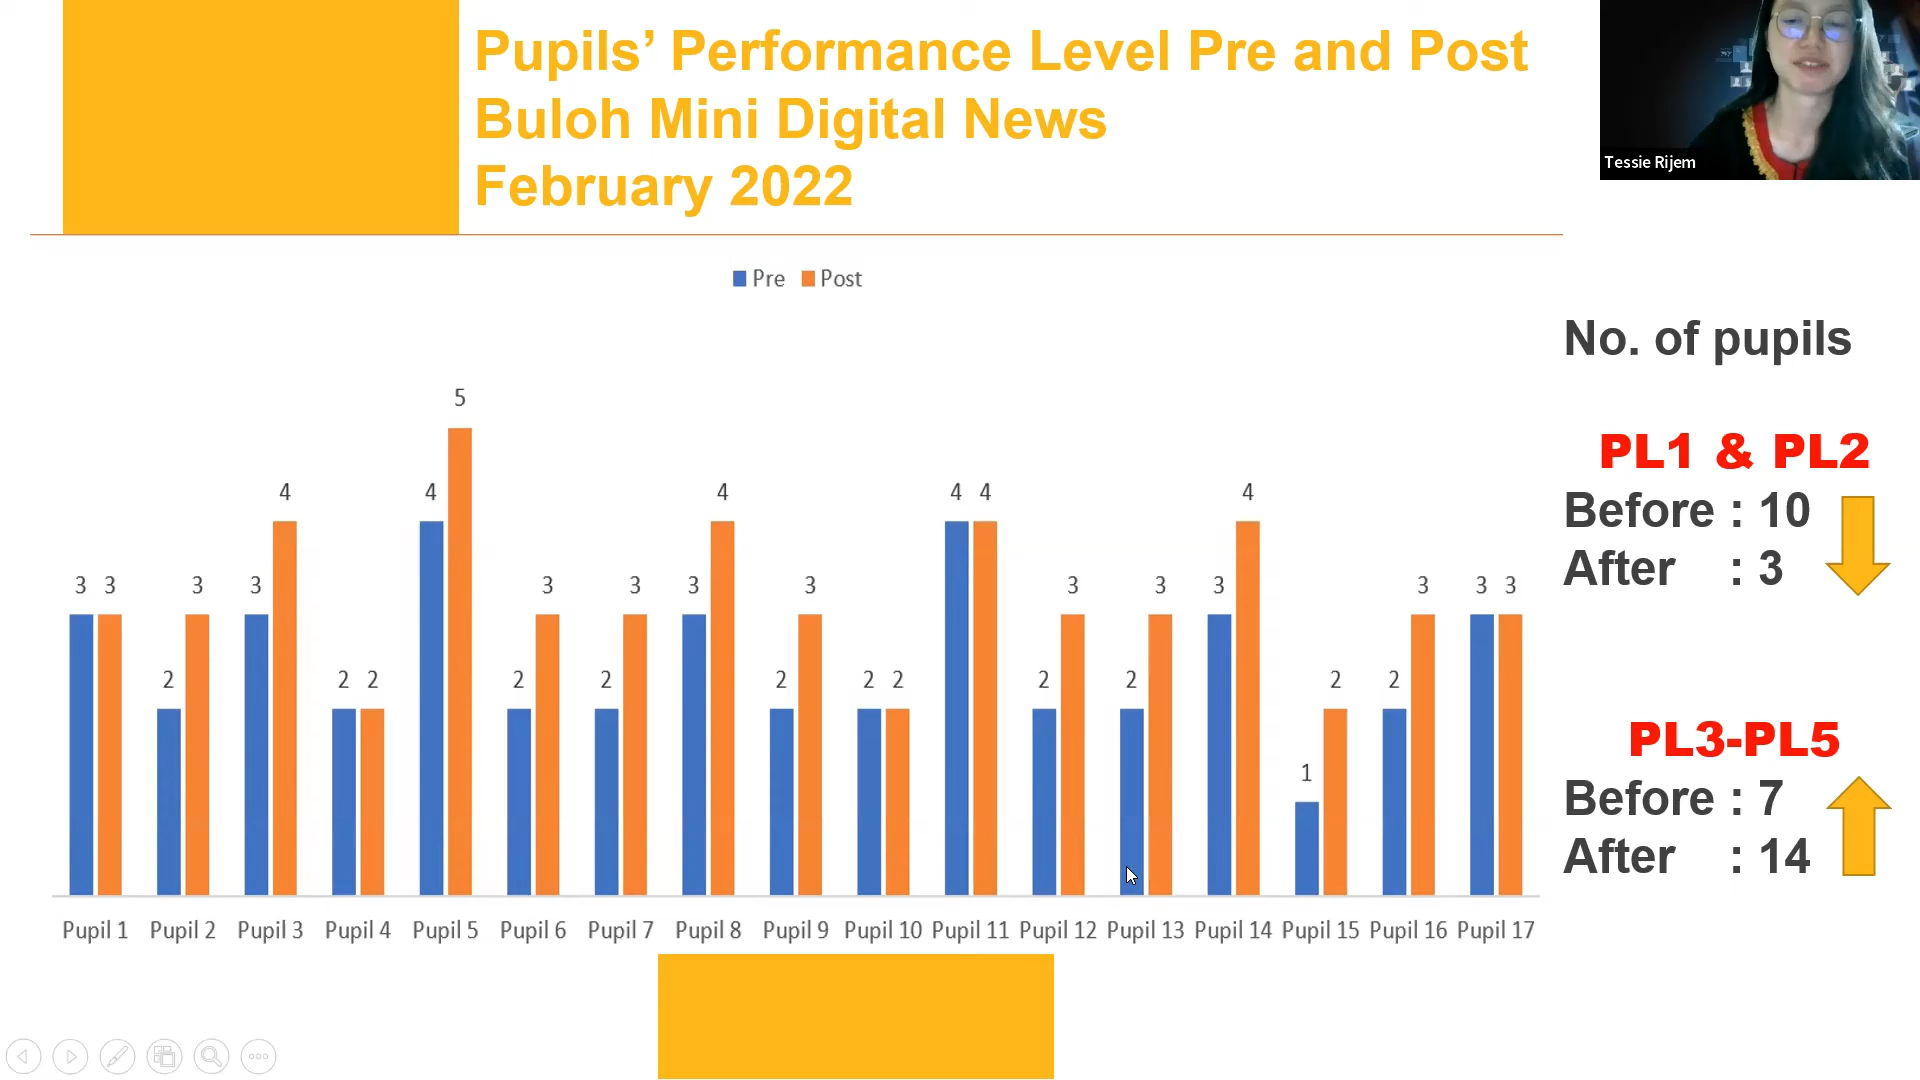 Pupils’ Performance Level Pre and Post
Buloh Mini Digital News
February 2022
Tessie Rijem
Pre Post
3 3 2 3 3 4 2 2 4 5 2 3 2 3 3 4 2 3 2 2 4 4 2 3 2 3 3 4 1 2 2 3 3 3
Pupil 1 Pupil 2 Pupil 3 Pupil 4 Pupil 5 Pupil 6 Pupil 7 Pupil 8 Pupil 9 Pupil 10 Pupil 11 Pupil 12 Pupil 13 Pupil 14 Pupil 15 Pupil 16 Pupil 17
No. of pupils
PL1 & PL2
Before : 10
After : 3
PL3-PL5
Before : 7
After : 14